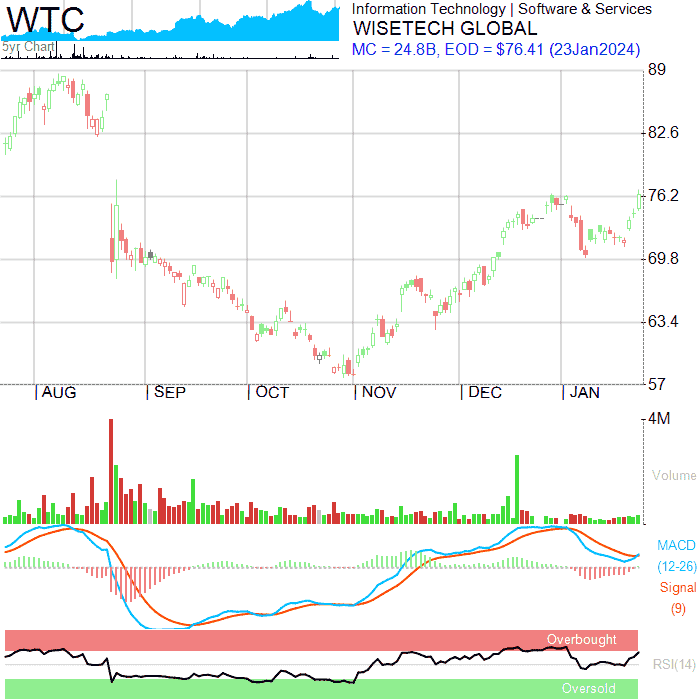 WTC
5yr Chart
Information Technology | Software & Services
WISETECH GLOBAL
MC = 24.8B, EOD = $76.41 (23Jan2024)
89
82.6
76.2
69.8
63.4
57
|AUG |SEP |OCT |NOV |DEC |JAN
4M
Volume
MACD
(12-26)
Signal
(9)
Overbought
RSI(14)
Oversold